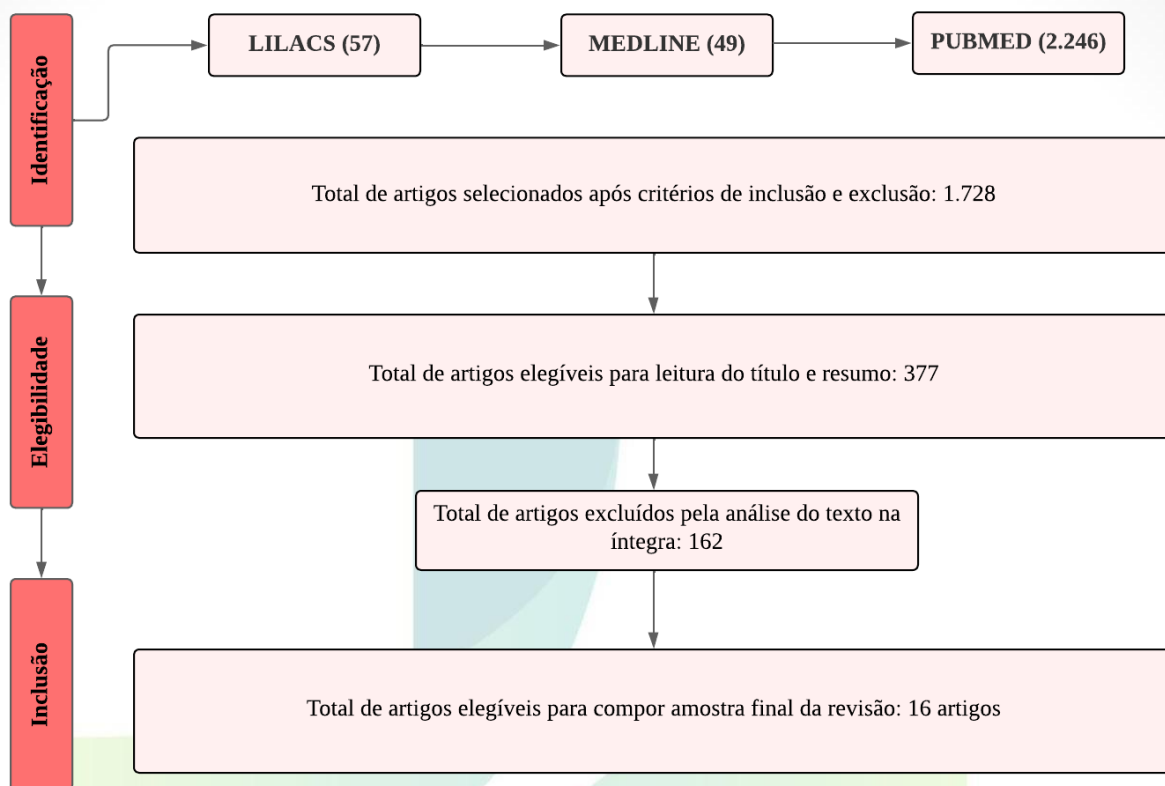 Identificação
LILACS (57)
MEDLINE (49)
PUBMED (2.246)
Total de artigos selecionados após critérios de inclusão e exclusão: 1.728
Elegibilidade
Total de artigos elegíveis para leitura do título e resumo: 377
Total de artigos excluídos pela análise do texto na
íntegra: 162
Inclusão
Total de artigos elegíveis para compor amostra final da revisão: 16 artigos